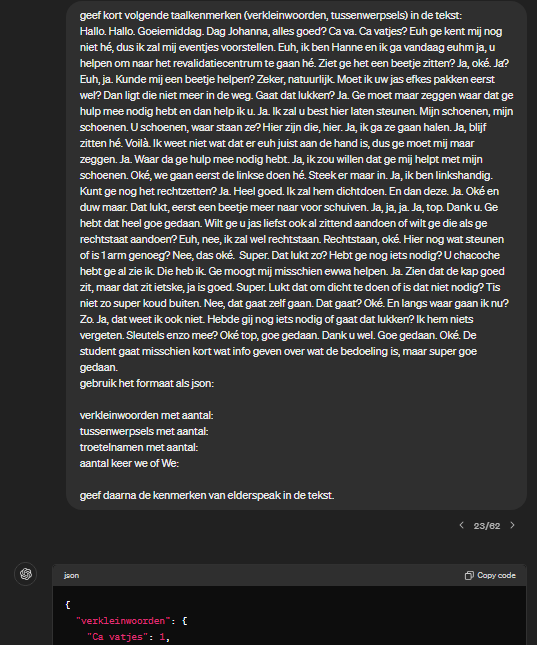 geef kort volgende taalkenmerken (verkleinwoorden, tussenwerpsels) in de tekst:
Hallo. Hallo. Goeiemiddag. Dag Johanna, alles goed? Ca va. Ca vatjes? Euh ge kent mij nog
niet hé, dus ik zal mij eventjes voorstellen. Euh, ik ben Hanne en ik ga vandaag euhm ja, u
helpen om naar het revalidatiecentrum te gaan hé. Ziet ge het een beetje zitten? Ja, oké. Ja?
Euh, ja. Kunde mij een beetje helpen? Zeker, natuurlijk. Moet ik uw jas efkes pakken eerst
wel? Dan ligt die niet meer in de weg. Gaat dat lukken? Ja. Ge moet maar zeggen waar dat ge
hulp mee nodig hebt en dan help ik u. Ja. Ik zal u best hier laten steunen. Mijn schoenen, mijn
schoenen. U schoenen, waar staan ze? Hier zijn die, hier. Ja, ik ga ze gaan halen. Ja, blijf
zitten hé. Voilà. Ik weet niet wat dat er euh juist aan de hand is, dus ge moet mij maar
zeggen. Ja. Waar da ge hulp mee nodig hebt. Ja, ik zou willen dat ge mij helpt met mijn
schoenen. Oké, we gaan eerst de linkse doen hé. Steek er maar in. Ja, ik ben linkshandig.
Kunt ge nog het rechtzetten? Ja. Heel goed. Ik zal hem dichtdoen. En dan deze. Ja. Oké en
duw maar. Dat lukt, eerst een beetje meer naar voor schuiven. Ja, ja, ja. Ja, top. Dank u. Ge
hebt dat heel goe gedaan. Wilt ge u jas liefst ook al zittend aandoen of wilt ge die als ge
rechtstaat aandoen? Euh, nee, ik zal wel rechtstaan. Rechtstaan, oké. Hier nog wat steunen
of is 1 arm genoeg? Nee, das oké.  Super. Dat lukt zo? Hebt ge nog iets nodig? U chacoche
hebt ge al zie ik. Die heb ik. Ge moogt mij misschien ewwa helpen. Ja. Zien dat de kap goed
zit, maar dat zit ietske, ja is goed. Super. Lukt dat om dicht te doen of is dat niet nodig? Tis
niet zo super koud buiten. Nee, dat gaat zelf gaan. Dat gaat? Oké. En langs waar gaan ik nu?
Zo. Ja, dat weet ik ook niet. Hebde gij nog iets nodig of gaat dat lukken? Ik hem niets
vergeten. Sleutels enzo mee? Oké top, goe gedaan. Dank u wel. Goe gedaan. Oké. De
student gaat misschien kort wat info geven over wat de bedoeling is, maar super goe
gedaan.
gebruik het formaat als json:
verkleinwoorden met aantal:
tussenwerpsels met aantal:
troetelnamen met aantal:
aantal keer we of We:
geef daarna de kenmerken van elderspeak in de tekst.
< 23/62 >
json
Copy code
{
"verkleinwoorden": {
"Ca vatjes": 1,